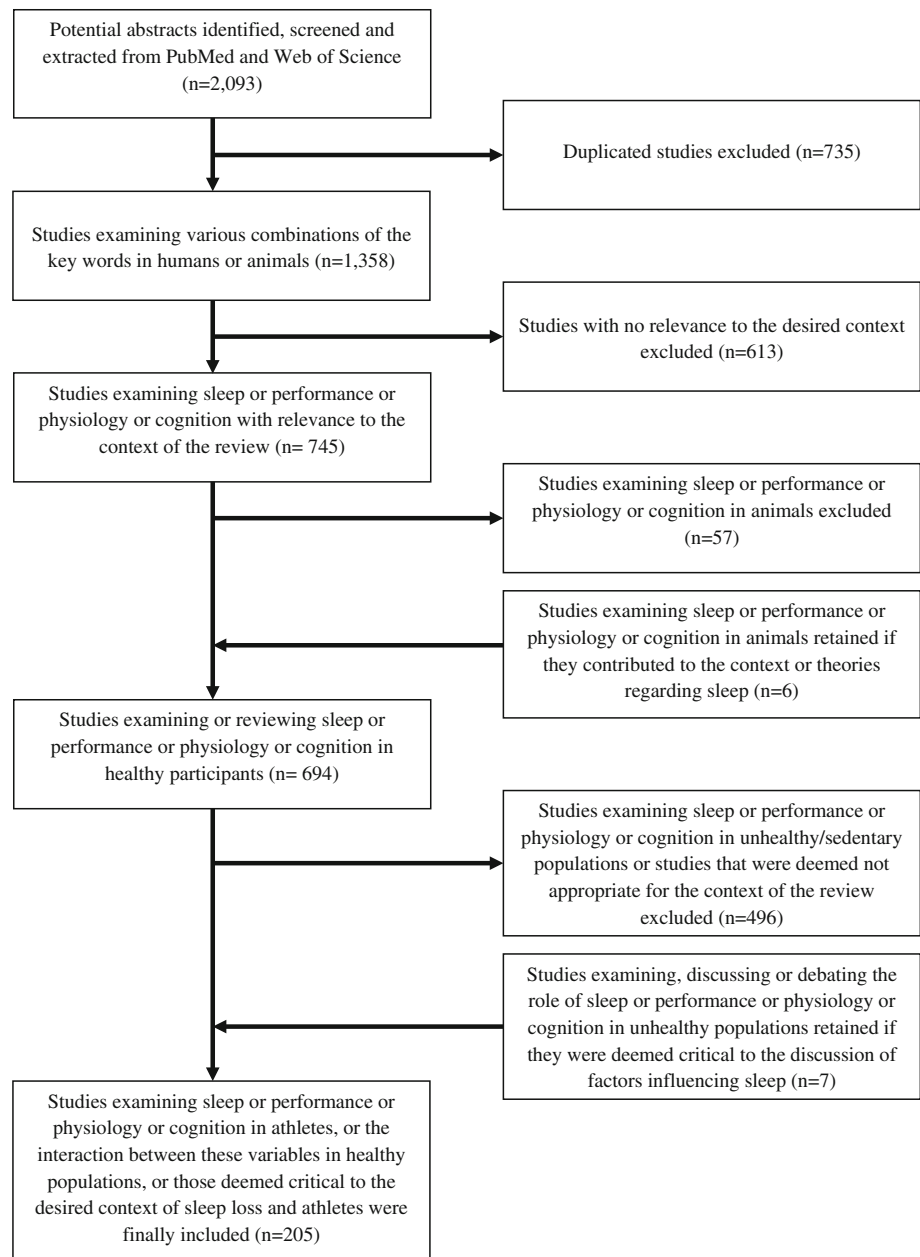 Potential abstracts identified, screened and
extracted from PubMed and Web of Science
(n=2,093)
Duplicated studies excluded (n=735)
Studies examining various combinations of the
key words in humans or animals (n=1,358)
Studies with no relevance to the desired context
excluded (n=613)
Studies examining sleep or performance or
physiology or cognition with relevance to the
context of the review (n= 745)
Studies examining sleep or performance or
physiology or cognition in animals excluded
(n=57)
Studies examining sleep or performance or
physiology or cognition in animals retained if
they contributed to the context or theories
regarding sleep (n=6)
Studies examining or reviewing sleep or
performance or physiology or cognition in
healthy participants (n= 694)
Studies examining sleep or performance or
physiology or cognition in unhealthy/sedentary
populations or studies that were deemed not
appropriate for the context of the review
excluded (n=496)
Studies examining, discussing or debating the
role of sleep or performance or physiology or
cognition in unhealthy populations retained if
they were deemed critical to the discussion of
factors influencing sleep (n=7)
Studies examining sleep or performance or
physiology or cognition in athletes, or the
interaction between these variables in healthy
populations, or those deemed critical to the
desired context of sleep loss and athletes were
finally included (n=205)